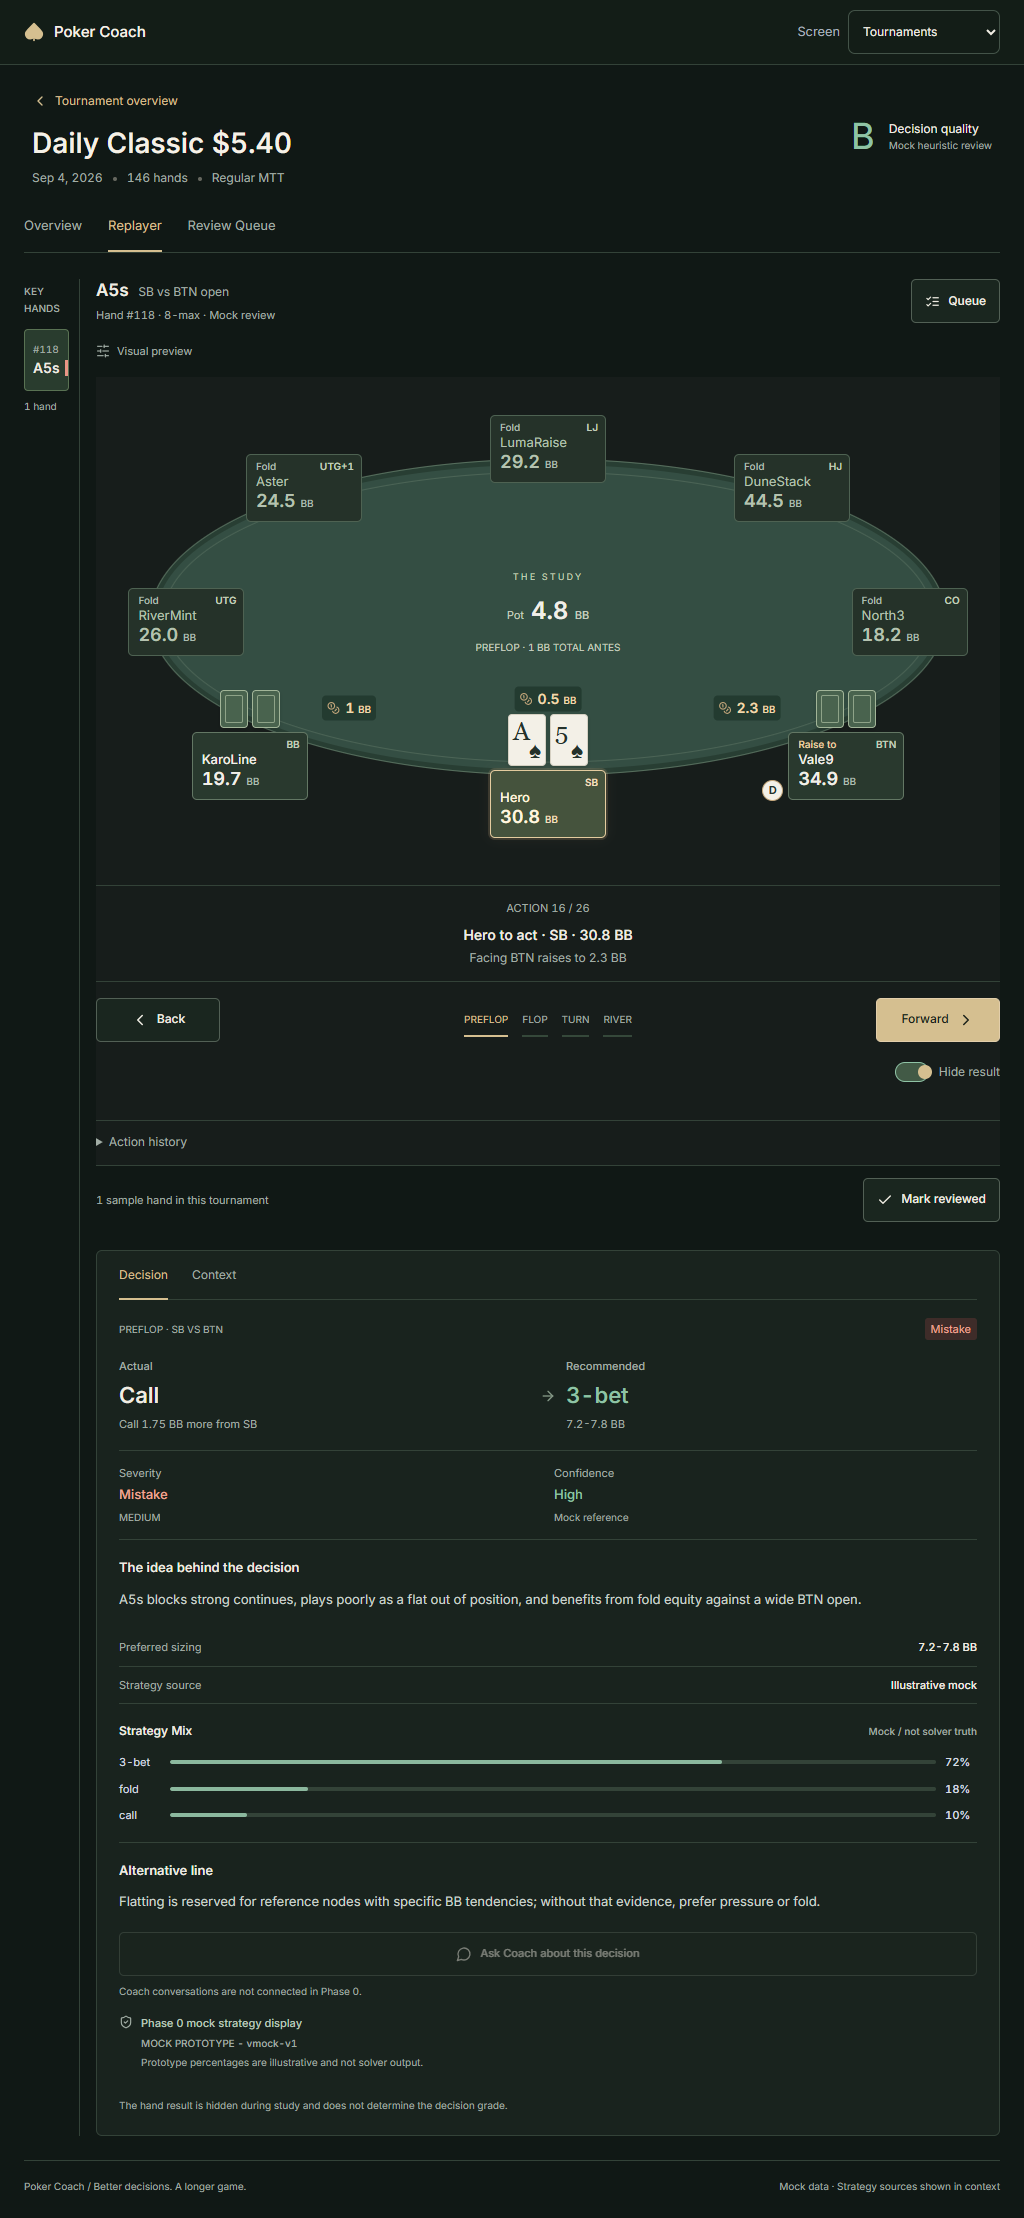 Poker Coach
Screen
Tournaments
Tournament overview
Daily Classic $5.40
Sep 4, 2026 • 146 hands • Regular MTT
B
Decision quality
Mock heuristic review
Overview
Replayer
Review Queue
KEY
HANDS
#118
A5s
1 hand
A5s SB vs BTN open
Hand #118 · 8-max · Mock review
Queue
Visual preview
Fold LJ
LumaRaise
29.2 BB
Fold UTG+1
Aster
24.5 BB
Fold HJ
DuneStack
44.5 BB
THE STUDY
Fold UTG
RiverMint
26.0 BB
Pot 4.8 BB
Fold CO
North3
18.2 BB
PREFLOP · 1 BB TOTAL ANTES
1 BB
0.5 BB
2.3 BB
A♠ 5♠
BB
KaroLine
19.7 BB
SB
Hero
30.8 BB
D
Raise to BTN
Vale9
34.9 BB
ACTION 16 / 26
Hero to act · SB · 30.8 BB
Facing BTN raises to 2.3 BB
Back
PREFLOP FLOP TURN RIVER
Forward
Hide result
Action history
1 sample hand in this tournament
Mark reviewed
Decision
Context
PREFLOP · SB VS BTN
Mistake
Actual
Call
Call 1.75 BB more from SB
Recommended
3-bet
7.2-7.8 BB
Severity
Mistake
MEDIUM
Confidence
High
Mock reference
The idea behind the decision
A5s blocks strong continues, plays poorly as a flat out of position, and benefits from fold equity against a wide BTN open.
Preferred sizing 7.2-7.8 BB
Strategy source Illustrative mock
Strategy Mix Mock / not solver truth
3-bet 72%
fold 18%
call 10%
Alternative line
Flatting is reserved for reference nodes with specific BB tendencies; without that evidence, prefer pressure or fold.
Ask Coach about this decision
Coach conversations are not connected in Phase 0.
Phase 0 mock strategy display
MOCK PROTOTYPE - vmock-v1
Prototype percentages are illustrative and not solver output.
The hand result is hidden during study and does not determine the decision grade.
Poker Coach / Better decisions. A longer game.
Mock data · Strategy sources shown in context